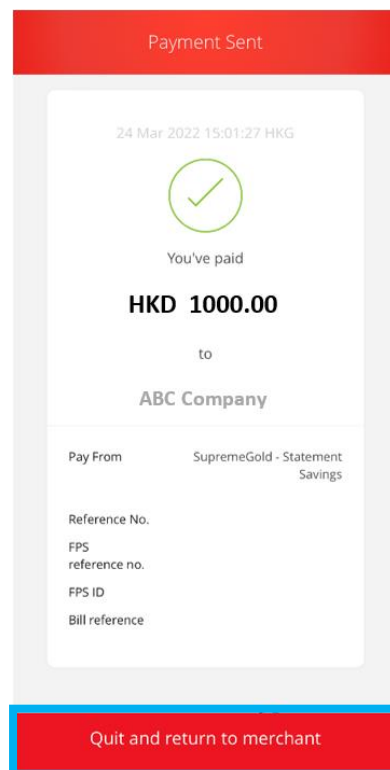 Payment Sent
24 Mar 2022 15:01:27 HKG
You've paid
HKD 1000.00
to
ABC Company
Pay From SupremeGold - Statement
Savings
Reference No.
FPS
reference no.
FPS ID
Bill reference
Quit and return to merchant